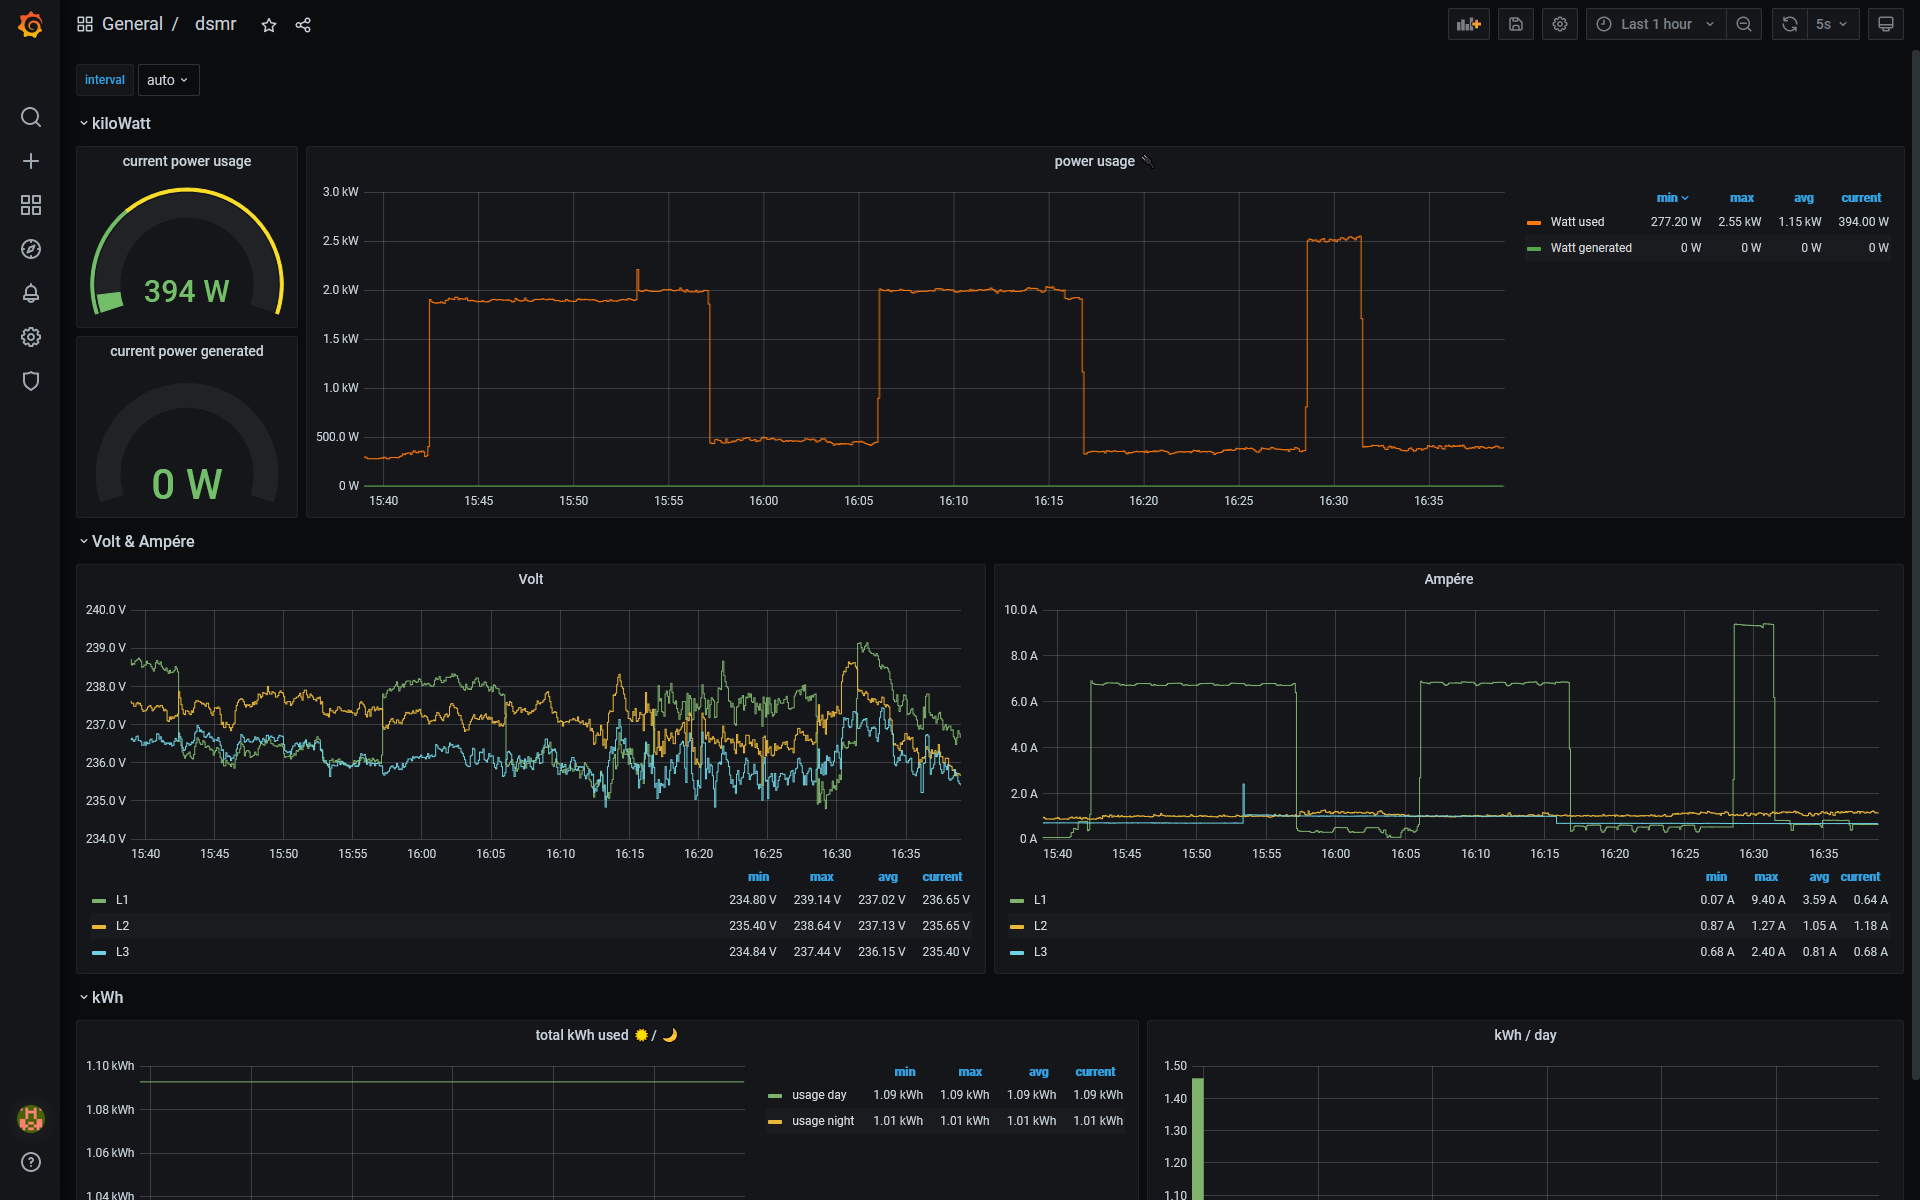 General / dsmr
Last 1 hour
5s
interval auto
kiloWatt
current power usage
394 W
current power generated
0 W
power usage
3.0 kW
2.5 kW
2.0 kW
1.5 kW
1.0 kW
500.0 W
0 W
15:40 15:45 15:50 15:55 16:00 16:05 16:10 16:15 16:20 16:25 16:30 16:35
min max avg current
Watt used 277.20 W 2.55 kW 1.15 kW 394.00 W
Watt generated 0 W 0 W 0 W 0 W
Volt & Ampére
Volt
240.0 V
239.0 V
238.0 V
237.0 V
236.0 V
235.0 V
234.0 V
15:40 15:45 15:50 15:55 16:00 16:05 16:10 16:15 16:20 16:25 16:30 16:35
min max avg current
L1 234.80 V 239.14 V 237.02 V 236.65 V
L2 235.40 V 238.64 V 237.13 V 235.65 V
L3 234.84 V 237.44 V 236.15 V 235.40 V
Ampére
10.0 A
8.0 A
6.0 A
4.0 A
2.0 A
0 A
15:40 15:45 15:50 15:55 16:00 16:05 16:10 16:15 16:20 16:25 16:30 16:35
min max avg current
L1 0.07 A 9.40 A 3.59 A 0.64 A
L2 0.87 A 1.27 A 1.05 A 1.18 A
L3 0.68 A 2.40 A 0.81 A 0.68 A
kWh
total kWh used ☀ / 🌙
1.10 kWh
1.08 kWh
1.06 kWh
1.04 kWh
min max avg current
usage day 1.09 kWh 1.09 kWh 1.09 kWh 1.09 kWh
usage night 1.01 kWh 1.01 kWh 1.01 kWh 1.01 kWh
kWh / day
1.50
1.40
1.30
1.20
1.10